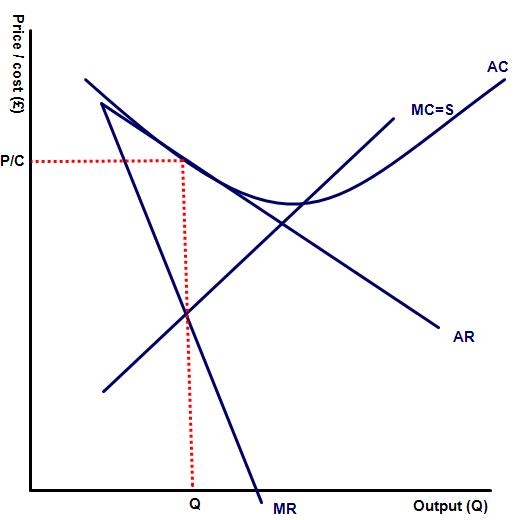 Price / cost (£)
AC
MC=S
P/C
AR
Q
Output (Q)
MR